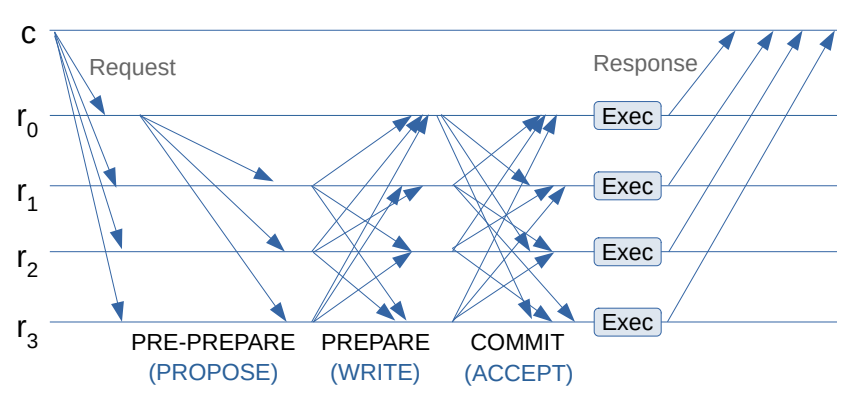 c
Request
Response
r0
Exec
r1
Exec
r2
Exec
r3
Exec
PRE-PREPARE PREPARE COMMIT
(PROPOSE) (WRITE) (ACCEPT)